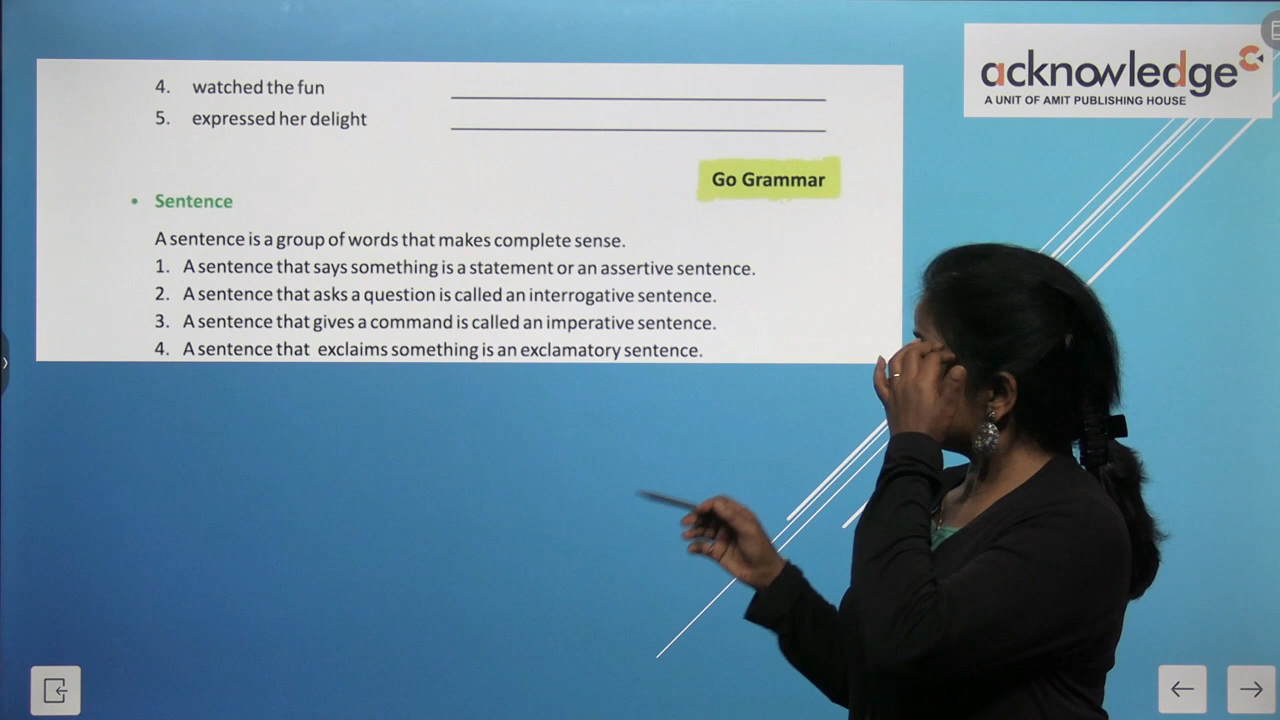 4. watched the fun
5. expressed her delight
acknowledge
A UNIT OF AMIT PUBLISHING HOUSE
Go Grammar
• Sentence
A sentence is a group of words that makes complete sense.
1. A sentence that says something is a statement or an assertive sentence.
2. A sentence that asks a question is called an interrogative sentence.
3. A sentence that gives a command is called an imperative sentence.
4. A sentence that exclaims something is an exclamatory sentence.